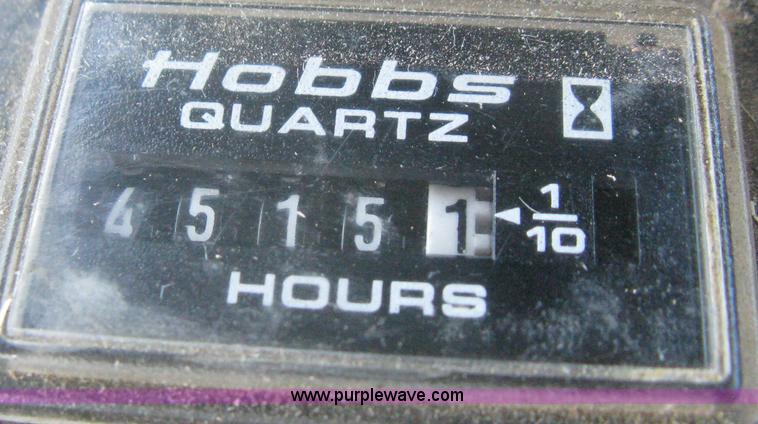 Hobbs
QUARTZ
4 5 1 5 1 1/10
HOURS
www.purplewave.com